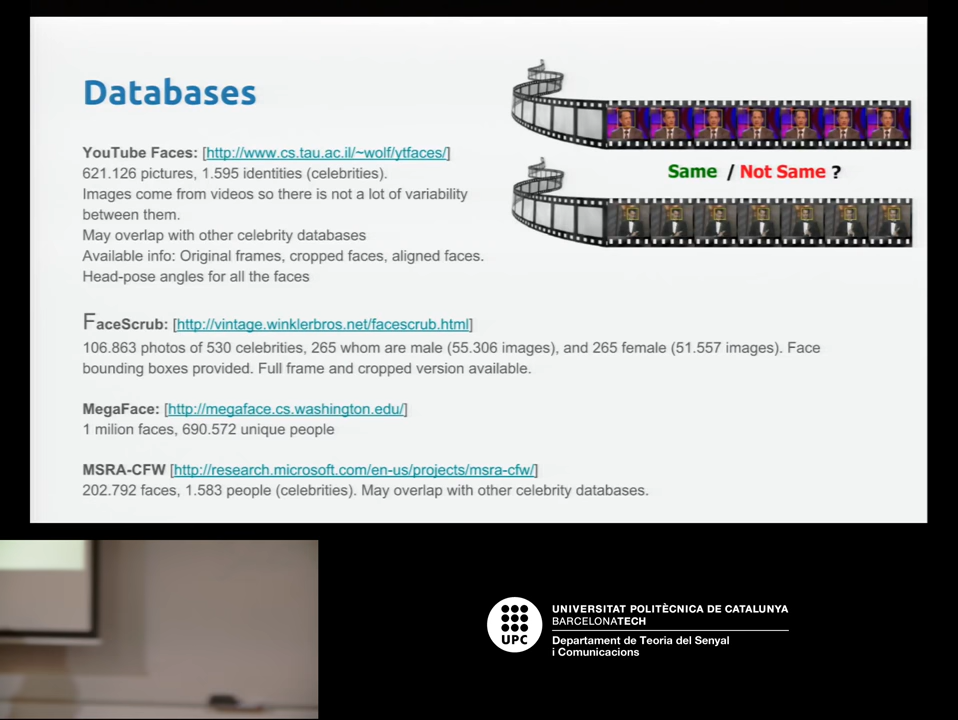 Databases
YouTube Faces: [http://www.cs.tau.ac.il/~wolf/ytfaces/]
621.126 pictures, 1.595 identities (celebrities).
Images come from videos so there is not a lot of variability
between them.
May overlap with other celebrity databases
Available info: Original frames, cropped faces, aligned faces.
Head-pose angles for all the faces
Same / Not Same ?
FaceScrub: [http://vintage.winklerbros.net/facescrub.html]
106.863 photos of 530 celebrities, 265 whom are male (55.306 images), and 265 female (51.557 images). Face
bounding boxes provided. Full frame and cropped version available.
MegaFace: [http://megaface.cs.washington.edu/]
1 milion faces, 690.572 unique people
MSRA-CFW [http://research.microsoft.com/en-us/projects/msra-cfw/]
202.792 faces, 1.583 people (celebrities). May overlap with other celebrity databases.
UPC
UNIVERSITAT POLITÈCNICA DE CATALUNYA
BARCELONATECH
Departament de Teoria del Senyal
i Comunicacions